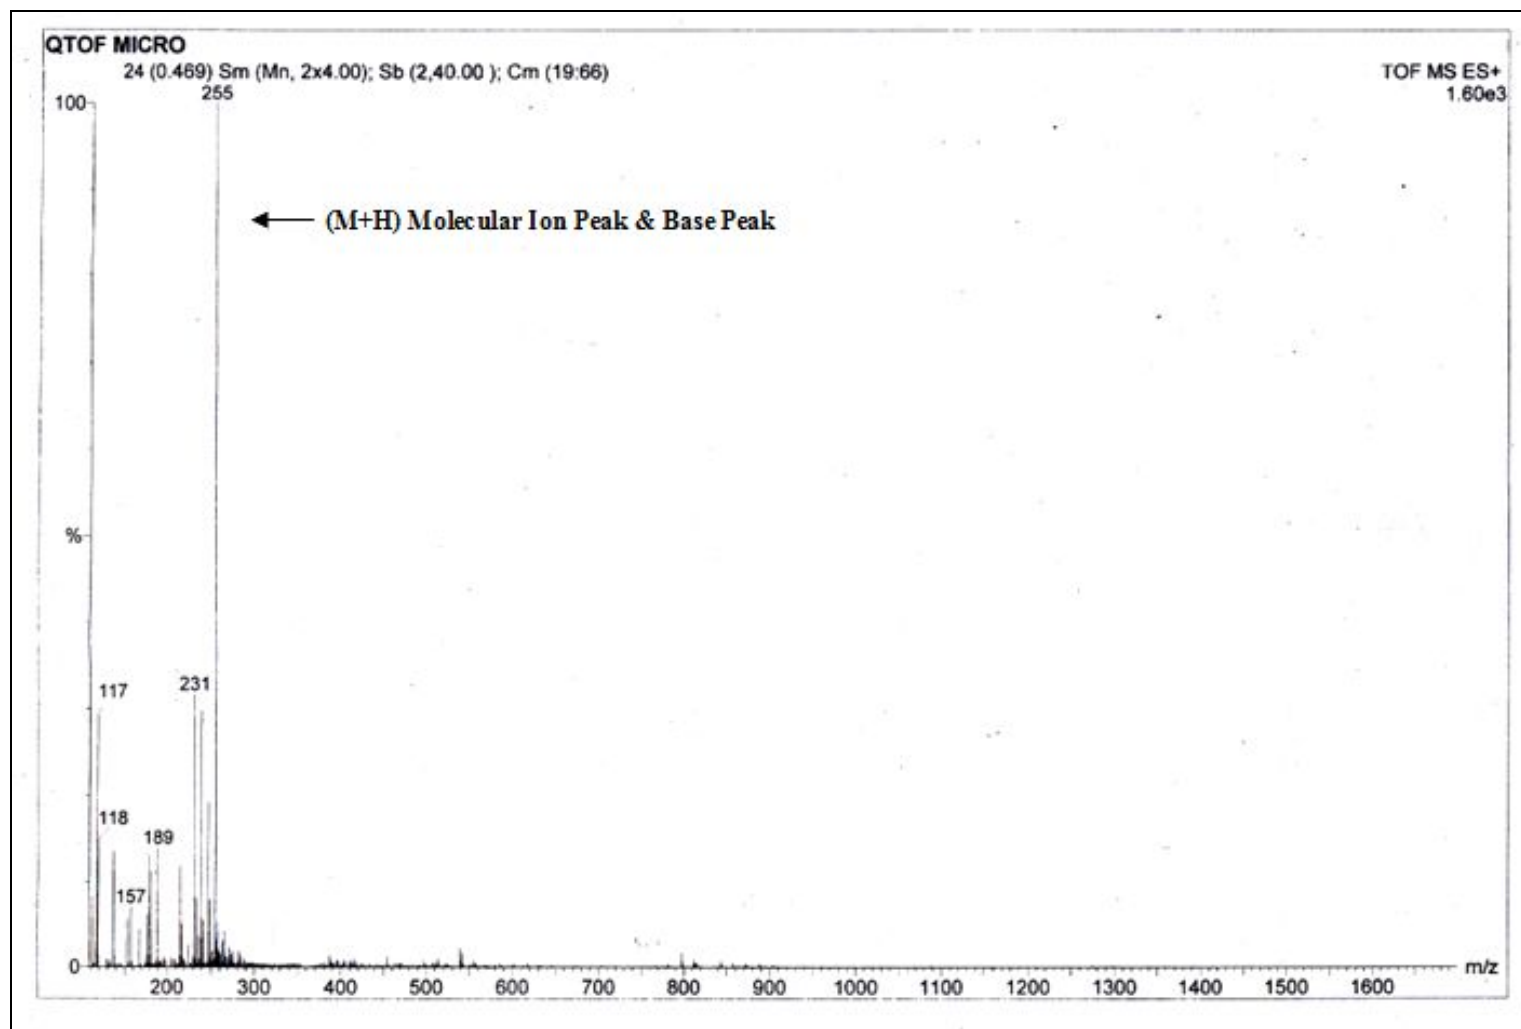 QTOF MICRO
24 (0.469) Sm (Mn, 2x4.00); Sb (2,40.00 ); Cm (19:66)
TOF MS ES+
1.60e3
100
255
(M+H) Molecular Ion Peak & Base Peak
%
117
231
118
189
157
0
m/z
200 300 400 500 600 700 800 900 1000 1100 1200 1300 1400 1500 1600